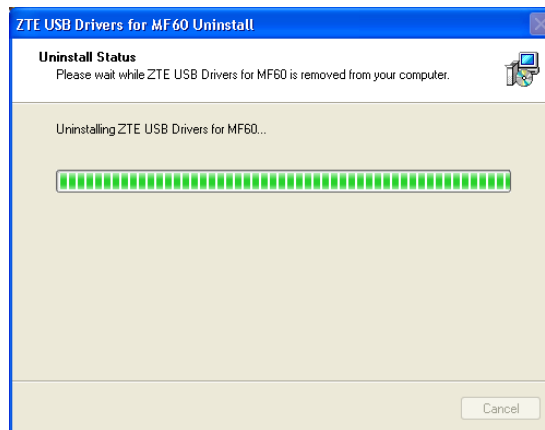 ZTE USB Drivers for MF60 Uninstall
Uninstall Status
Please wait while ZTE USB Drivers for MF60 is removed from your computer.
Uninstalling ZTE USB Drivers for MF60...
Cancel